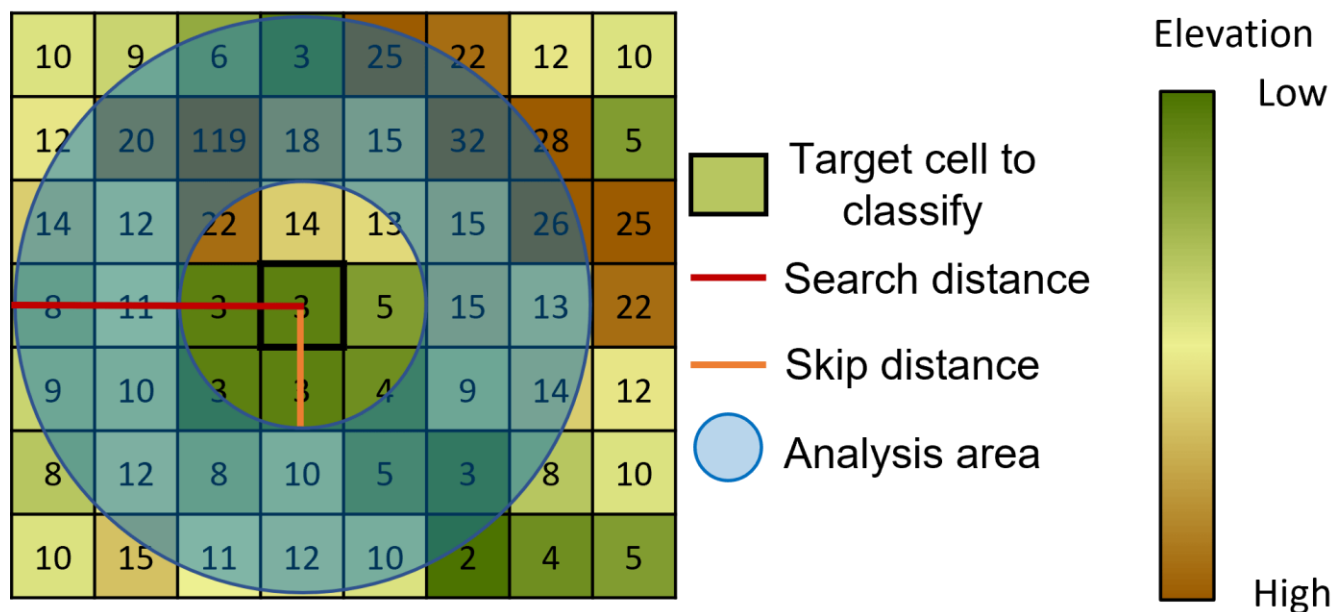 10 9 6 3 25 22 12 10
12 20 119 18 15 32 28 5
14 12 22 14 13 15 26 25
8 11 3 3 5 15 13 22
9 10 3 3 4 9 14 12
8 12 8 10 5 3 8 10
10 15 11 12 10 2 4 5
Target cell to
classify
Search distance
Skip distance
Analysis area
Elevation
Low
High